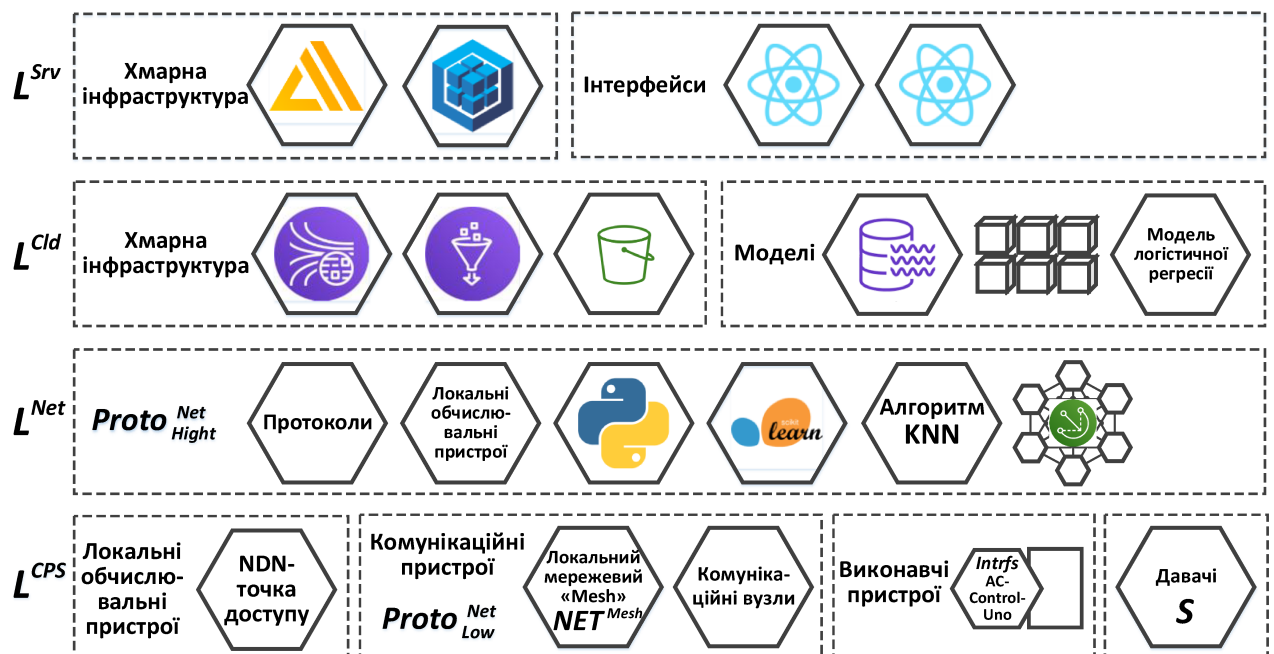 L^Srv
Хмарна
інфраструктура
Інтерфейси
L^Cld
Хмарна
інфраструктура
Моделі
Модель
логістичної
регресії
L^Net
Proto Net
Hight
Протоколи
Локальні
обчислю-
вальні
пристрої
scikit
learn
Алгоритм
KNN
L^CPS
Локальні
обчислю-
вальні
пристрої
NDN-
точка
доступу
Комунікаційні
пристрої
Proto Net
Low
Локальний
мережевий
«Mesh»
NET^Mesh
Комуніка-
ційні вузли
Виконавчі
пристрої
Intrfs
AC-
Control-
Uno
Давачі
S